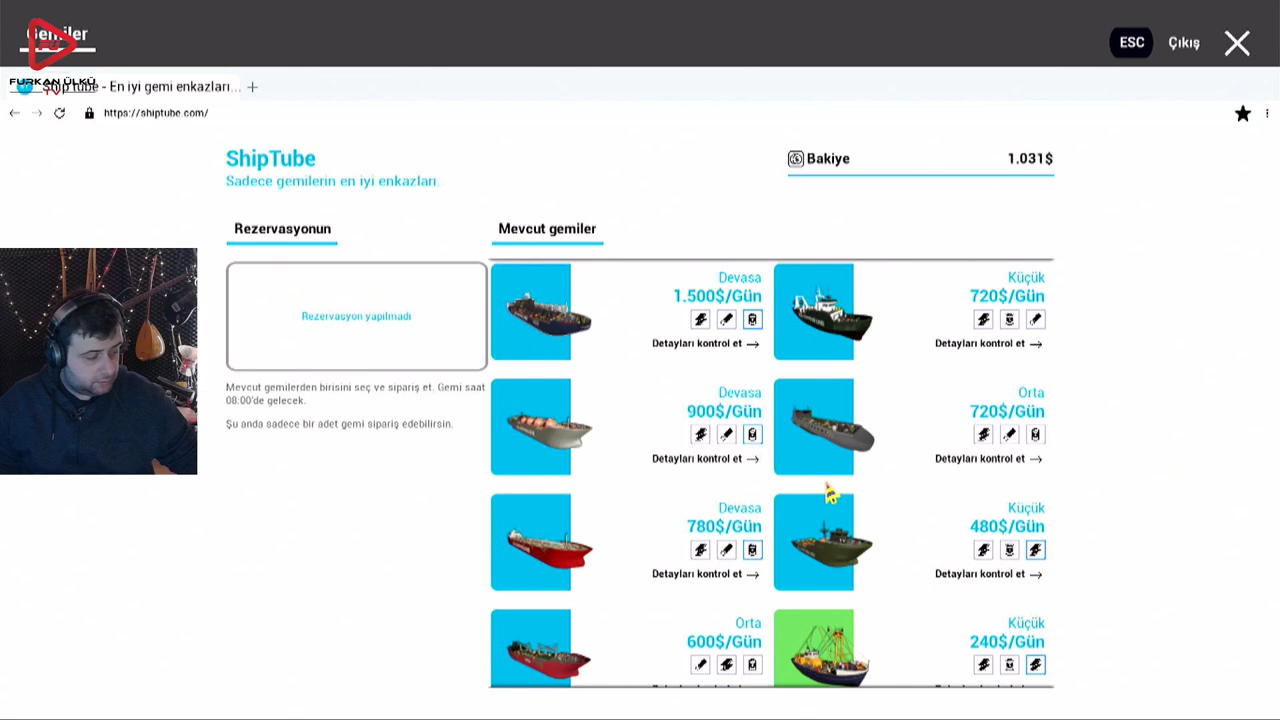 Gemiler
FURKAN ÜLKÜ
TV
ESC
Çıkış
Ship tube - En iyi gemi enkazları...
https://shiptube.com/
ShipTube
Sadece gemilerin en iyi enkazları.
Bakiye
1.031$
Rezervasyonun
Mevcut gemiler
Rezervasyon yapılmadı
Mevcut gemilerden birisini seç ve sipariş et. Gemi saat
08:00'de gelecek.
Şu anda sadece bir adet gemi sipariş edebilirsin.
Devasa
1.500$/Gün
Detayları kontrol et
Küçük
720$/Gün
Detayları kontrol et
Devasa
900$/Gün
Detayları kontrol et
Orta
720$/Gün
Detayları kontrol et
Devasa
780$/Gün
Detayları kontrol et
Küçük
480$/Gün
Detayları kontrol et
Orta
600$/Gün
Küçük
240$/Gün